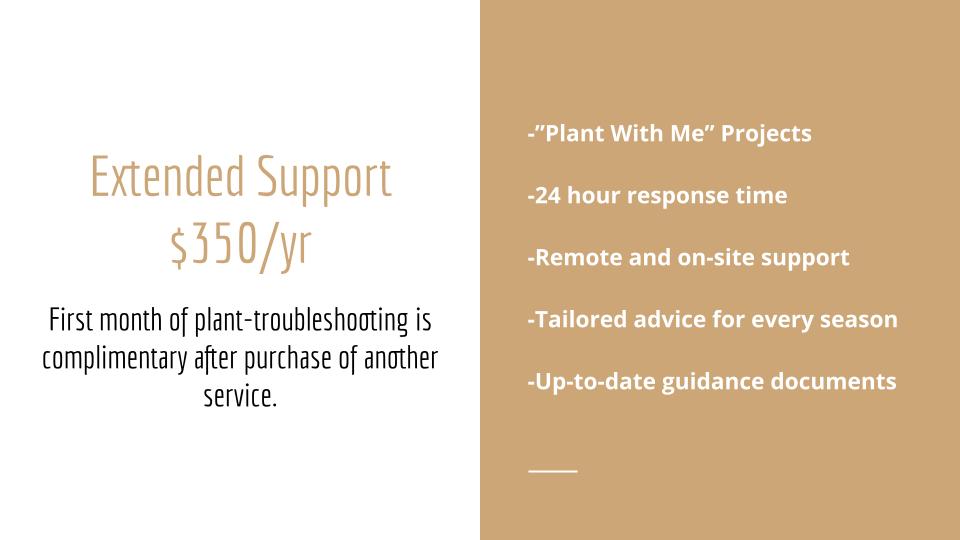 Extended Support
$350/yr
First month of plant-troubleshooting is
complimentary after purchase of another
service.
-”Plant With Me” Projects
-24 hour response time
-Remote and on-site support
-Tailored advice for every season
-Up-to-date guidance documents